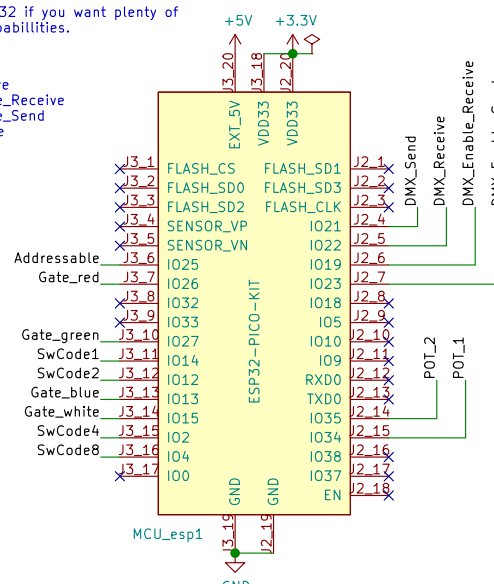 32 if you want plenty of
abillities.
e
e_Receive
e_Send
e
+5V
+3.3V
J3_20
J3_18
J2_20
EXT_5V
VDD33
VDD33
J3_1 FLASH_CS FLASH_SD1 J2_1
J3_2 FLASH_SD0 FLASH_SD3 J2_2
J3_3 FLASH_SD2 FLASH_CLK J2_3
J3_4 SENSOR_VP IO21 J2_4
J3_5 SENSOR_VN IO22 J2_5
Addressable J3_6 IO25 IO19 J2_6
Gate_red J3_7 IO26 IO23 J2_7
J3_8 IO32 IO18 J2_8
J3_9 IO33 IO5 J2_9
Gate_green J3_10 IO27 IO10 J2_10
SwCode1 J3_11 IO14 IO9 J2_11
SwCode2 J3_12 IO12 RXD0 J2_12
Gate_blue J3_13 IO13 TXD0 J2_13
Gate_white J3_14 IO15 IO35 J2_14
SwCode4 J3_15 IO2 IO34 J2_15
SwCode8 J3_16 IO4 IO38 J2_16
J3_17 IO0 IO37 J2_17
EN J2_18
ESP32-PICO-KIT
DMX_Send
DMX_Receive
DMX_Enable_Receive
POT_2
POT_1
GND
GND
J3_19
J2_19
MCU_esp1
GND